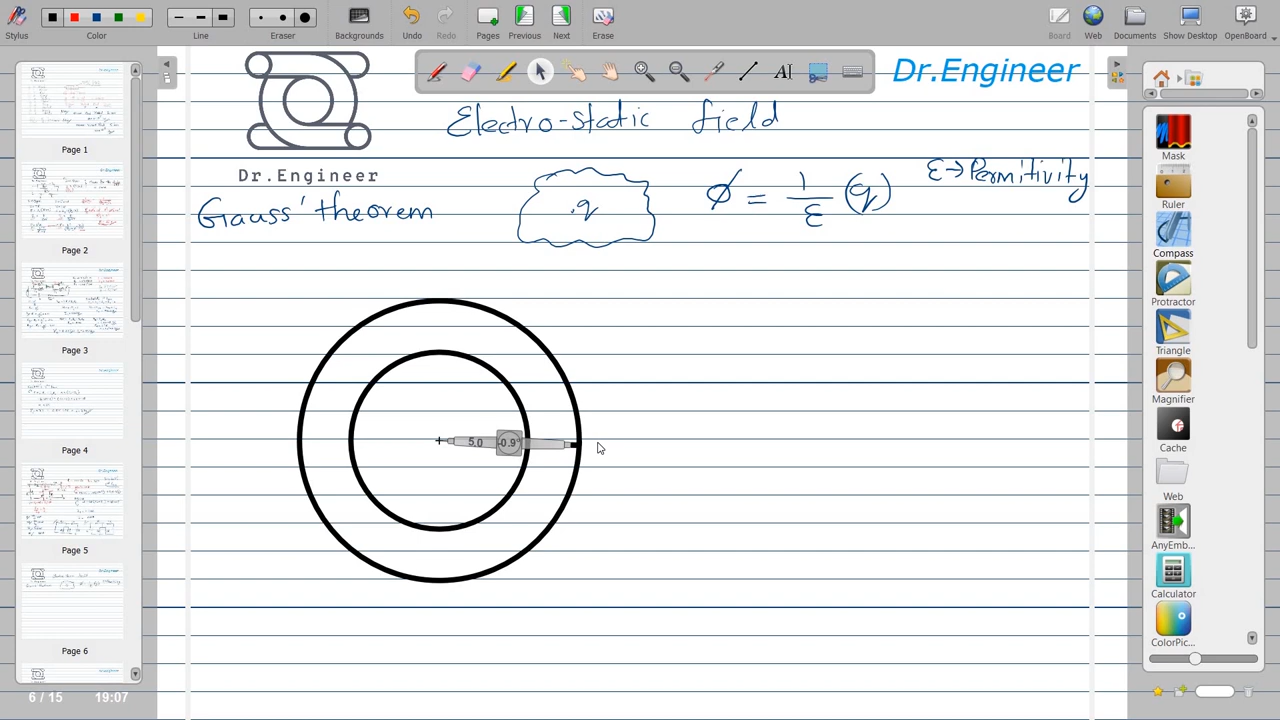 Stylus
Color
Line
Eraser
Backgrounds
Undo
Redo
Pages
Previous
Next
Erase
Board
Web
Documents
Show Desktop
OpenBoard
Dr.Engineer
Electro-static field
Dr.Engineer
Gauss' theorem
.q
ϕ = 1/ε (q)
ε→Permitivity
5,0
-0.9°
Page 1
Page 2
Page 3
Page 4
Page 5
Page 6
6 / 15
19:07
Mask
Ruler
Compass
Protractor
Triangle
Magnifier
Cache
Web
AnyEmb...
Calculator
ColorPic...